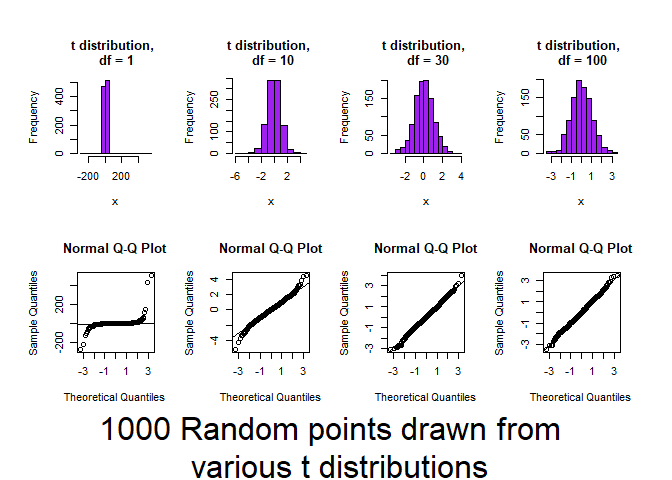 t distribution,
df = 1
t distribution,
df = 10
t distribution,
df = 30
t distribution,
df = 100
Frequency
0 200 400
-200 200
x
Frequency
0 100 300
-6 -2 2
x
Frequency
0 50 150
-2 0 2 4
x
Frequency
0 50 150
-3 -1 1 3
x
Normal Q-Q Plot
Normal Q-Q Plot
Normal Q-Q Plot
Normal Q-Q Plot
Sample Quantiles
-200 200
-3 -1 1 3
Theoretical Quantiles
Sample Quantiles
-4 0 2 4
-3 -1 1 3
Theoretical Quantiles
Sample Quantiles
-3 -1 1 3
-3 -1 1 3
Theoretical Quantiles
Sample Quantiles
-3 -1 1 3
-3 -1 1 3
Theoretical Quantiles
1000 Random points drawn from
various t distributions